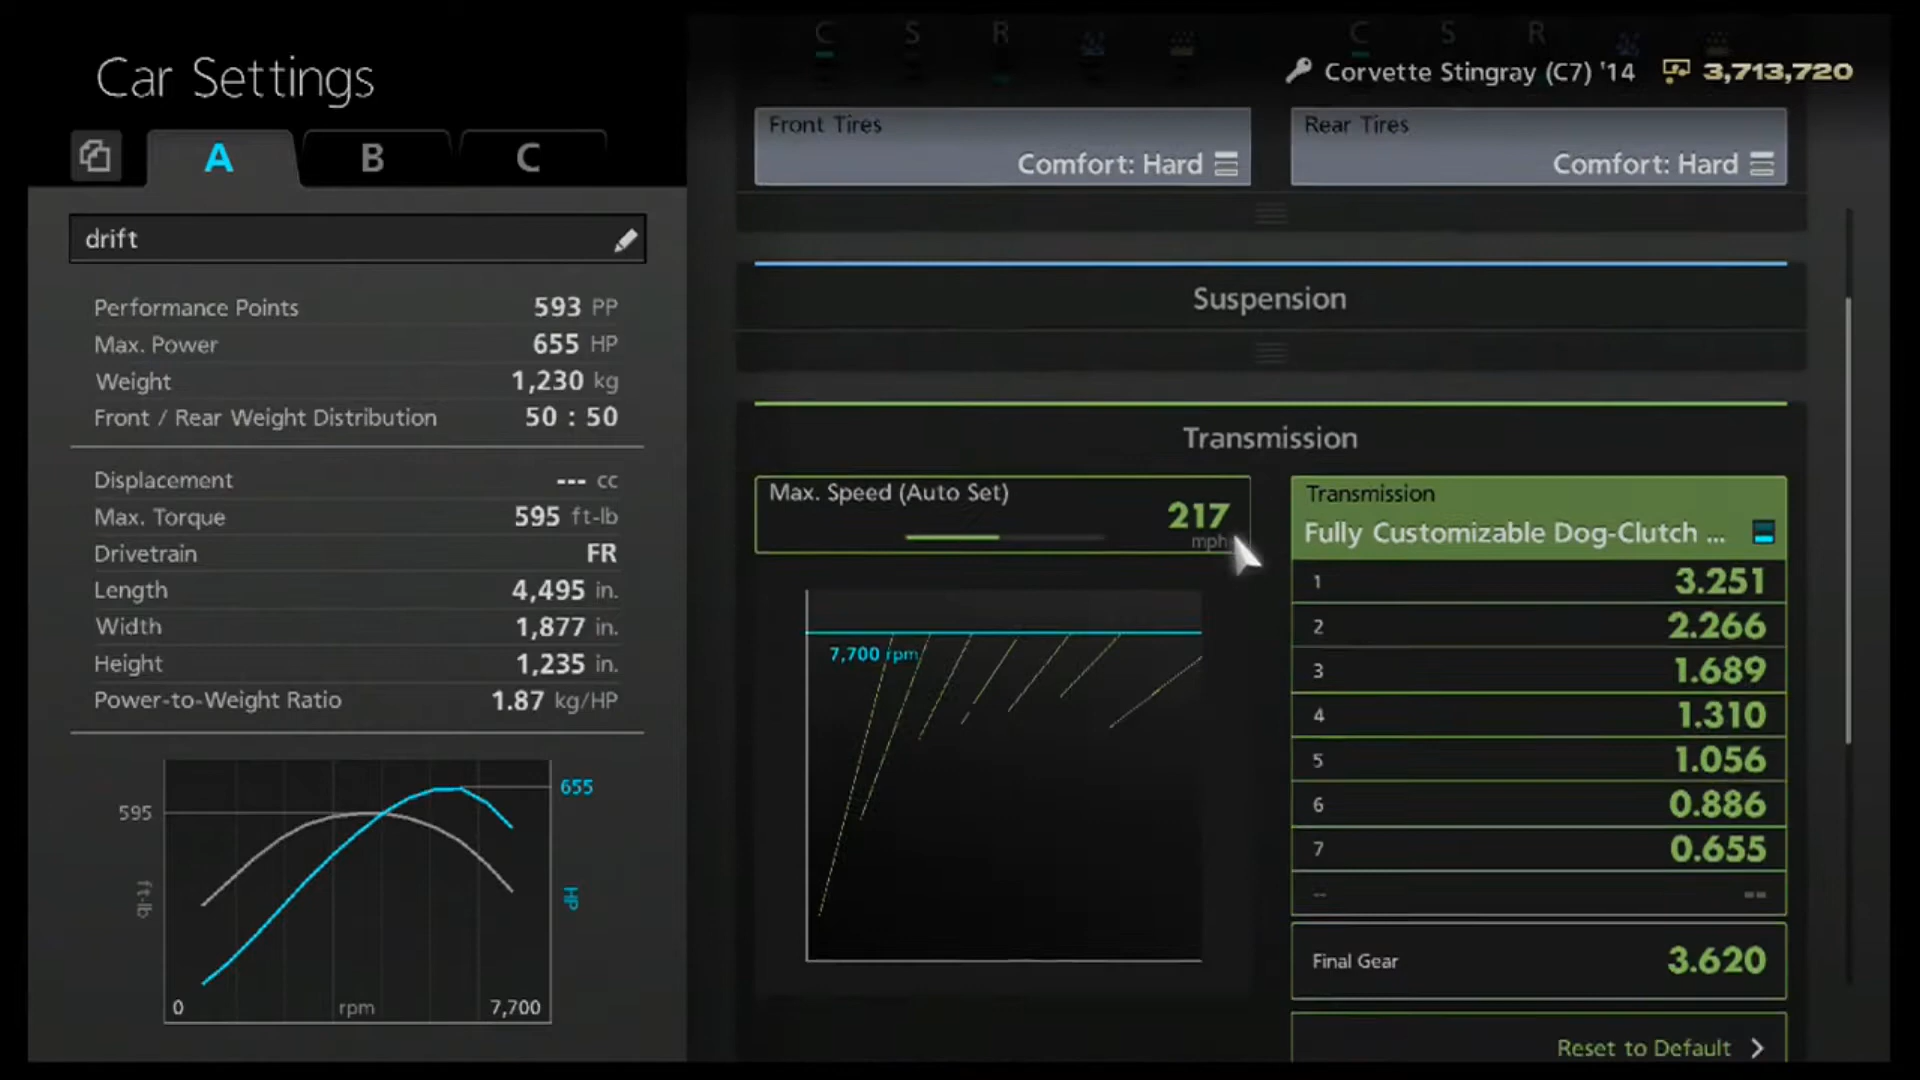 C S R C S R
Car Settings
Corvette Stingray (C7) '14 3,713,720
A B C
Front Tires
Comfort: Hard
Rear Tires
Comfort: Hard
drift
Performance Points 593 PP
Max. Power 655 HP
Weight 1,230 kg
Front / Rear Weight Distribution 50 : 50
Displacement --- cc
Max. Torque 595 ft-lb
Drivetrain FR
Length 4,495 in.
Width 1,877 in.
Height 1,235 in.
Power-to-Weight Ratio 1.87 kg/HP
595 655
ft-lb HP
0 rpm 7,700
Suspension
Transmission
Max. Speed (Auto Set)
217
mph
7,700 rpm
Transmission
Fully Customizable Dog-Clutch ...
1 3.251
2 2.266
3 1.689
4 1.310
5 1.056
6 0.886
7 0.655
-- --
Final Gear 3.620
Reset to Default